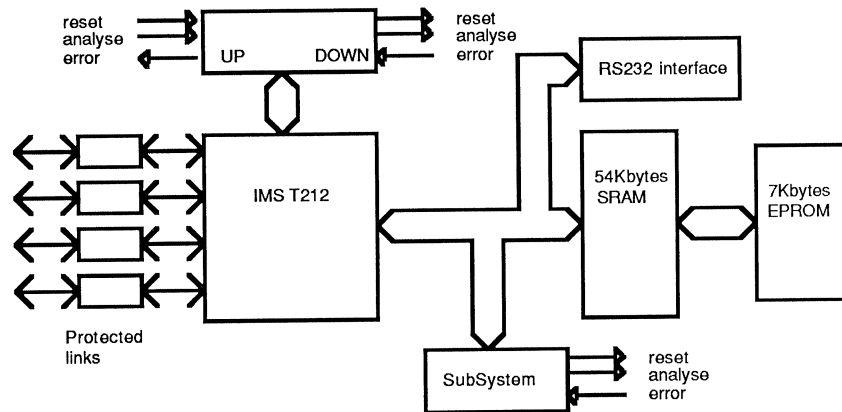 reset
analyse
error
UP
DOWN
reset
analyse
error
RS232 interface
IMS T212
54Kbytes
SRAM
7Kbytes
EPROM
Protected
links
SubSystem
reset
analyse
error